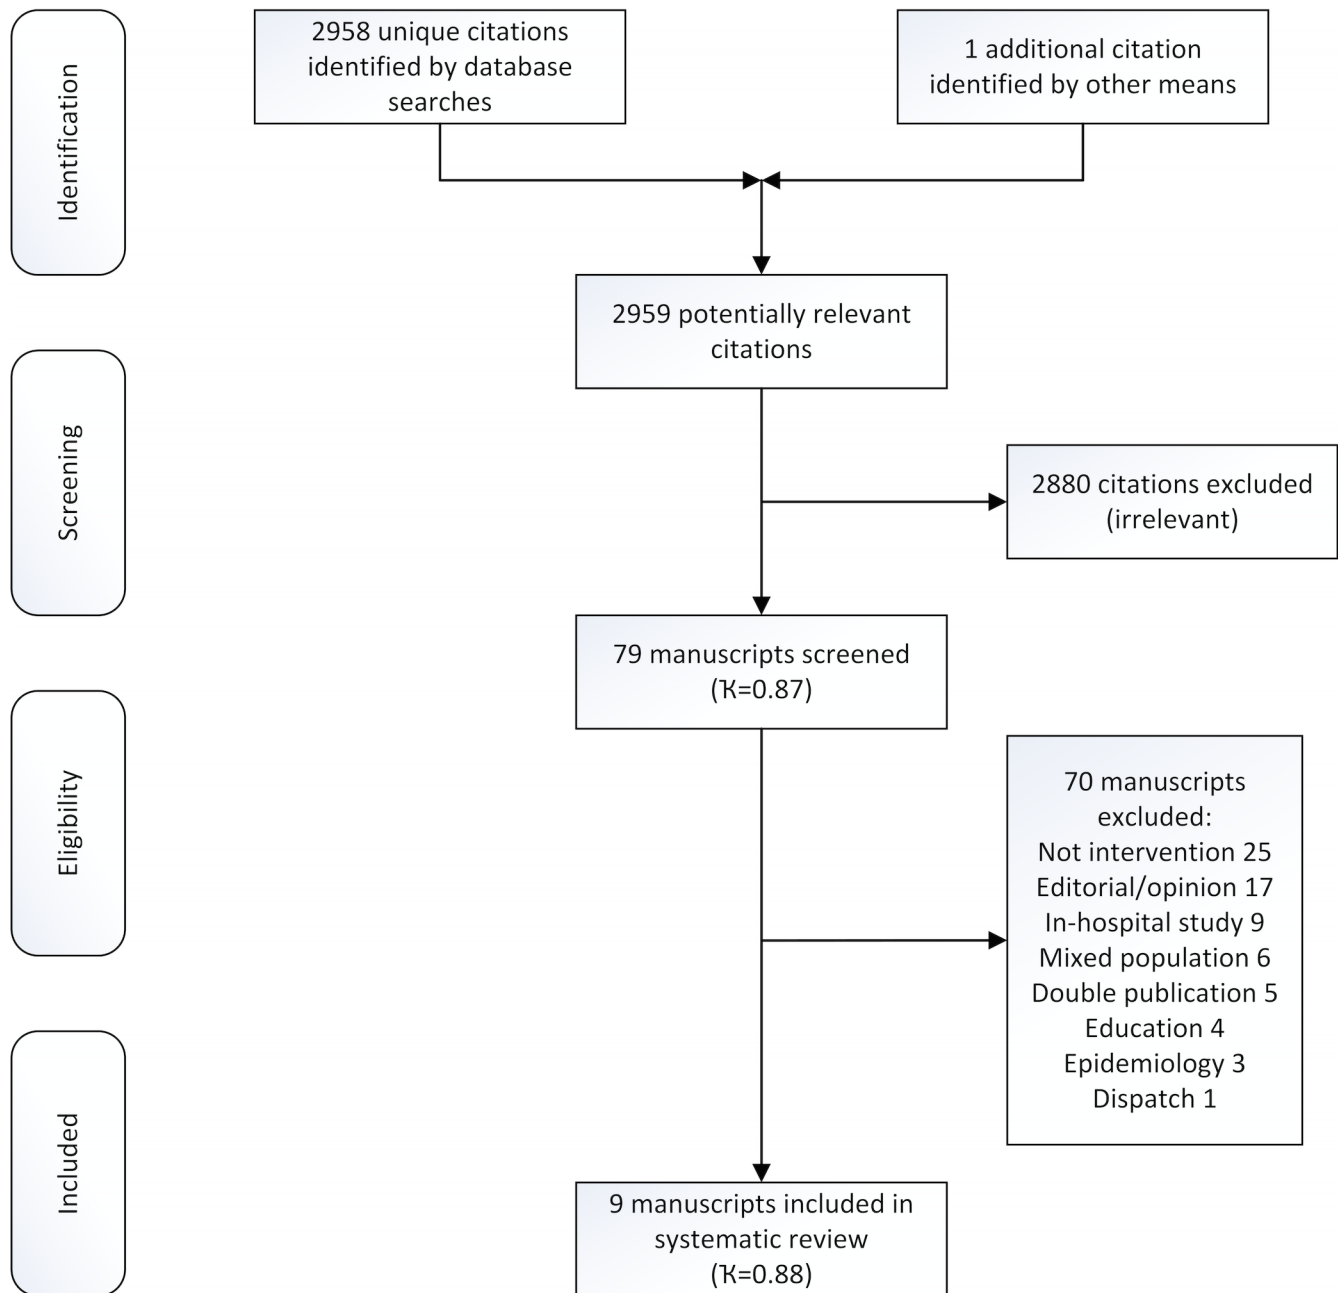 Identification
2958 unique citations
identified by database
searches
1 additional citation
identified by other means
2959 potentially relevant
citations
Screening
2880 citations excluded
(irrelevant)
79 manuscripts screened
(Ҡ=0.87)
Eligibility
70 manuscripts
excluded:
Not intervention 25
Editorial/opinion 17
In-hospital study 9
Mixed population 6
Double publication 5
Education 4
Epidemiology 3
Dispatch 1
Included
9 manuscripts included in
systematic review
(Ҡ=0.88)